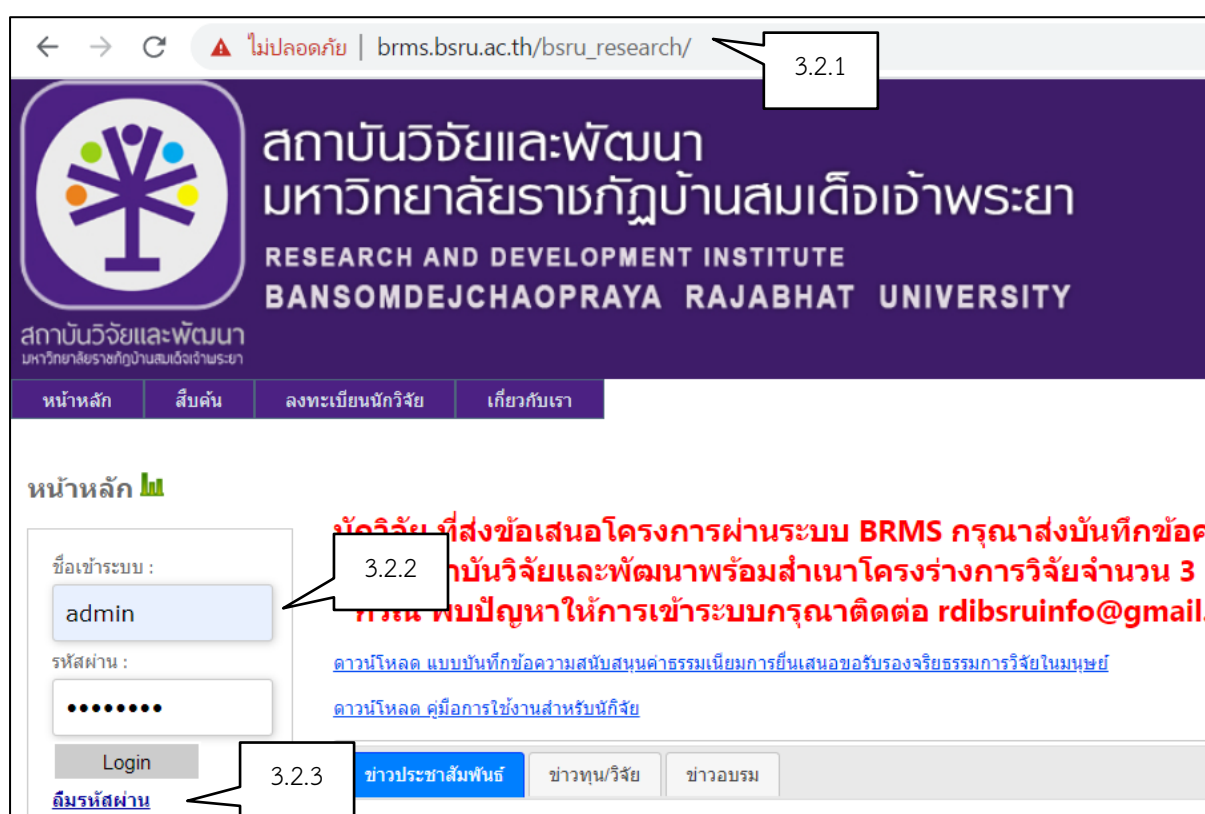 ไม่ปลอดภัย | brms.bsru.ac.th/bsru_research/
3.2.1
สถาบันวิจัยและพัฒนา
มหาวิทยาลัยราชภัฏบ้านสมเด็จเจ้าพระยา
RESEARCH AND DEVELOPMENT INSTITUTE
BANSOMDEJCHAOPRAYA RAJABHAT UNIVERSITY
สถาบันวิจัยและพัฒนา
มหาวิทยาลัยราชภัฏบ้านสมเด็จเจ้าพระยา
หน้าหลัก สืบค้น ลงทะเบียนนักวิจัย เกี่ยวกับเรา
หน้าหลัก
นักวิจัย ที่ส่งข้อเสนอโครงการผ่านระบบ BRMS กรุณาส่งบันทึกข้อค
บันวิจัยและพัฒนาพร้อมสำเนาโครงร่างการวิจัยจำนวน 3
กรณี พบปัญหาให้การเข้าระบบกรุณาติดต่อ rdibsruinfo@gmail.
ชื่อเข้าระบบ :
3.2.2
admin
รหัสผ่าน :
••••••••
ดาวน์โหลด แบบบันทึกข้อความสนับสนุนค่าธรรมเนียมการยื่นเสนอขอรับรองจริยธรรมการวิจัยในมนุษย์
ดาวน์โหลด คู่มือการใช้งานสำหรับนักิจัย
Login
3.2.3
ลืมรหัสผ่าน
ข่าวประชาสัมพันธ์ ข่าวทุน/วิจัย ข่าวอบรม